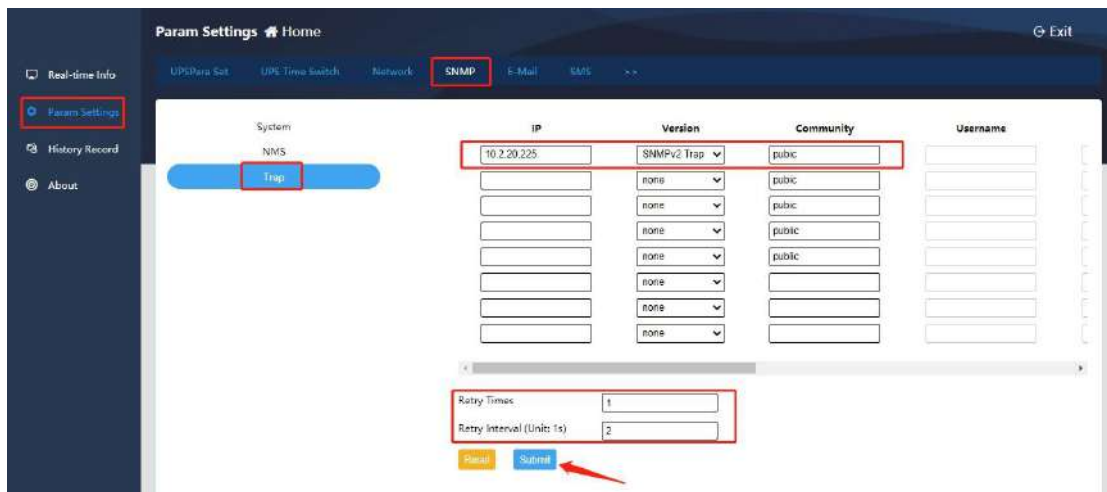 Param Settings Home
Exit
Real-time Info
Param Settings
History Record
About
UPSPara Set UPS Time Switch Network SNMP E-Mail SMS >>
System
NMS
Trap
IP Version Community Username
10.2.20.225 SNMPv2 Trap pubic
none pubic
none pubic
none public
none public
none
none
none
Retry Times 1
Retry Interval (Unit: 1s) 2
Read Submit